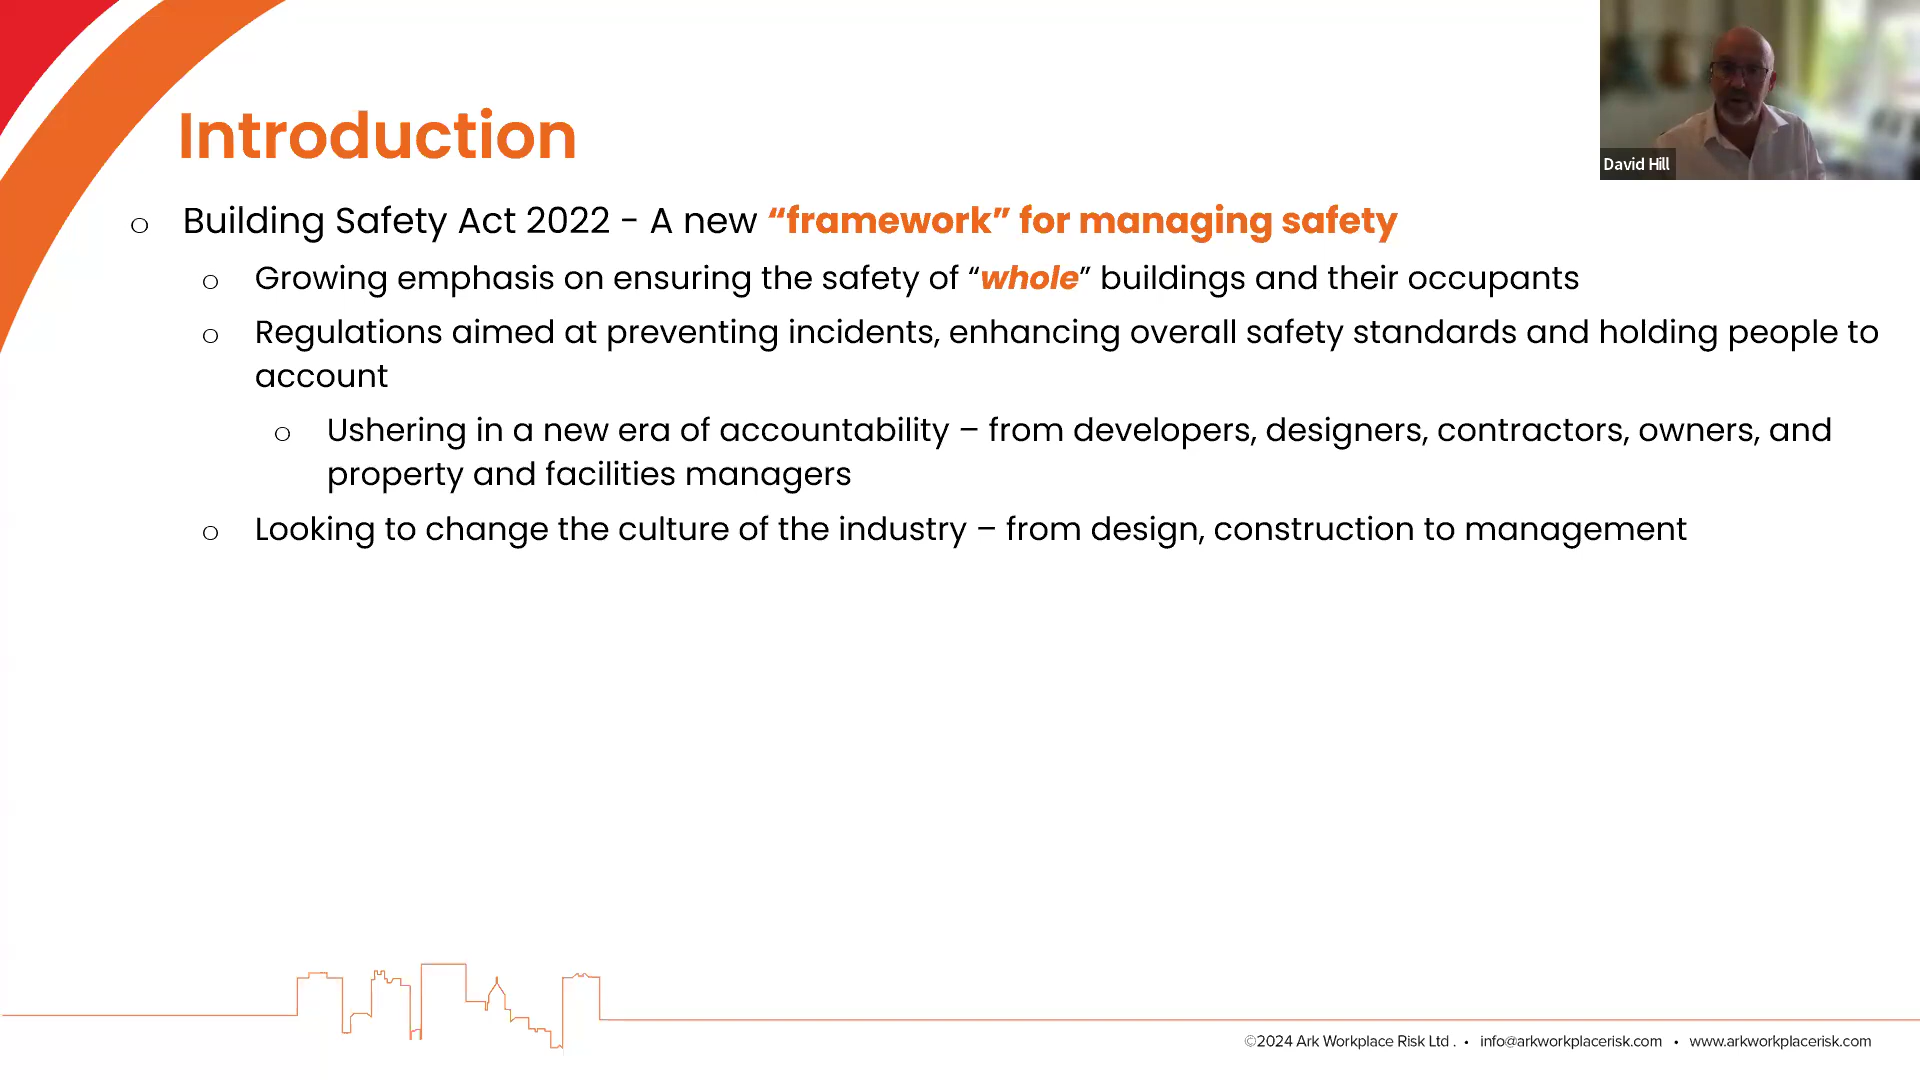 Introduction
David Hill
o Building Safety Act 2022 - A new “framework” for managing safety
o Growing emphasis on ensuring the safety of “whole” buildings and their occupants
o Regulations aimed at preventing incidents, enhancing overall safety standards and holding people to
account
o Ushering in a new era of accountability – from developers, designers, contractors, owners, and
property and facilities managers
o Looking to change the culture of the industry – from design, construction to management
©2024 Ark Workplace Risk Ltd . • info@arkworkplacerisk.com • www.arkworkplacerisk.com